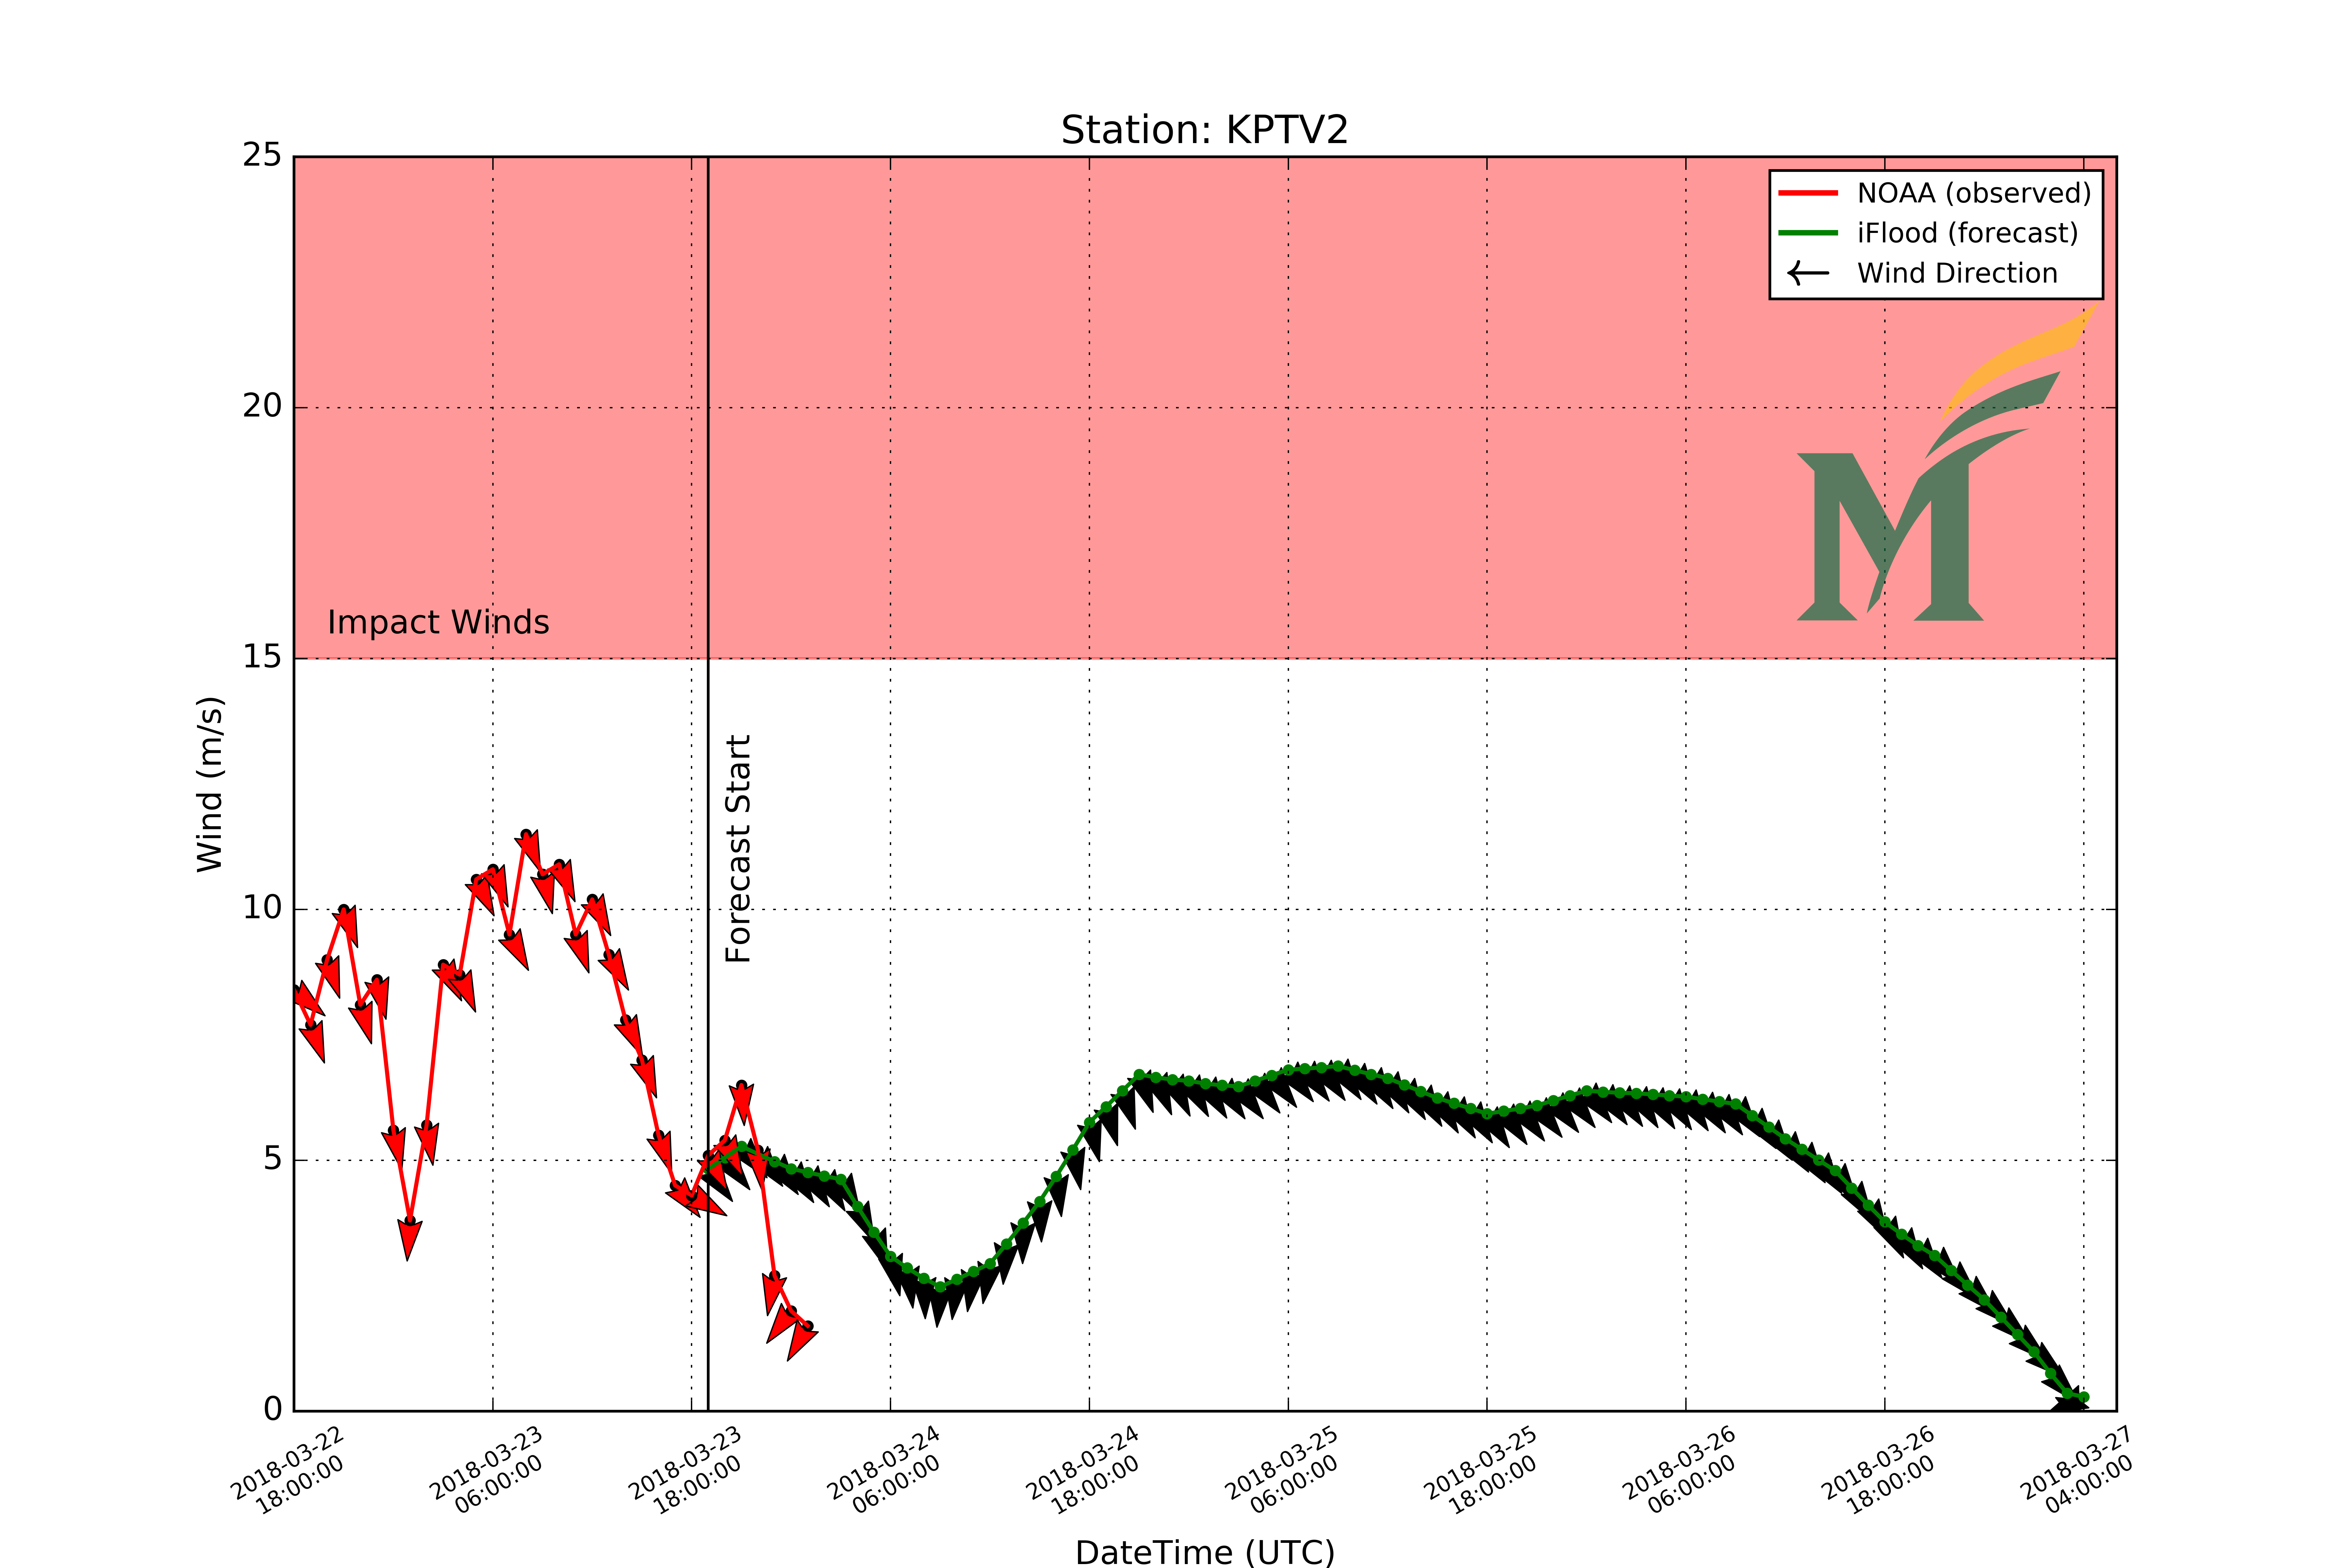 Station: KPTV2
25
20
15
10
5
0
Wind (m/s)
NOAA (observed)
iFlood (forecast)
Wind Direction
M
Impact Winds
Forecast Start
2018-03-22
18:00:00
2018-03-23
06:00:00
2018-03-23
18:00:00
2018-03-24
06:00:00
2018-03-24
18:00:00
2018-03-25
06:00:00
2018-03-25
18:00:00
2018-03-26
06:00:00
2018-03-26
18:00:00
2018-03-27
04:00:00
DateTime (UTC)